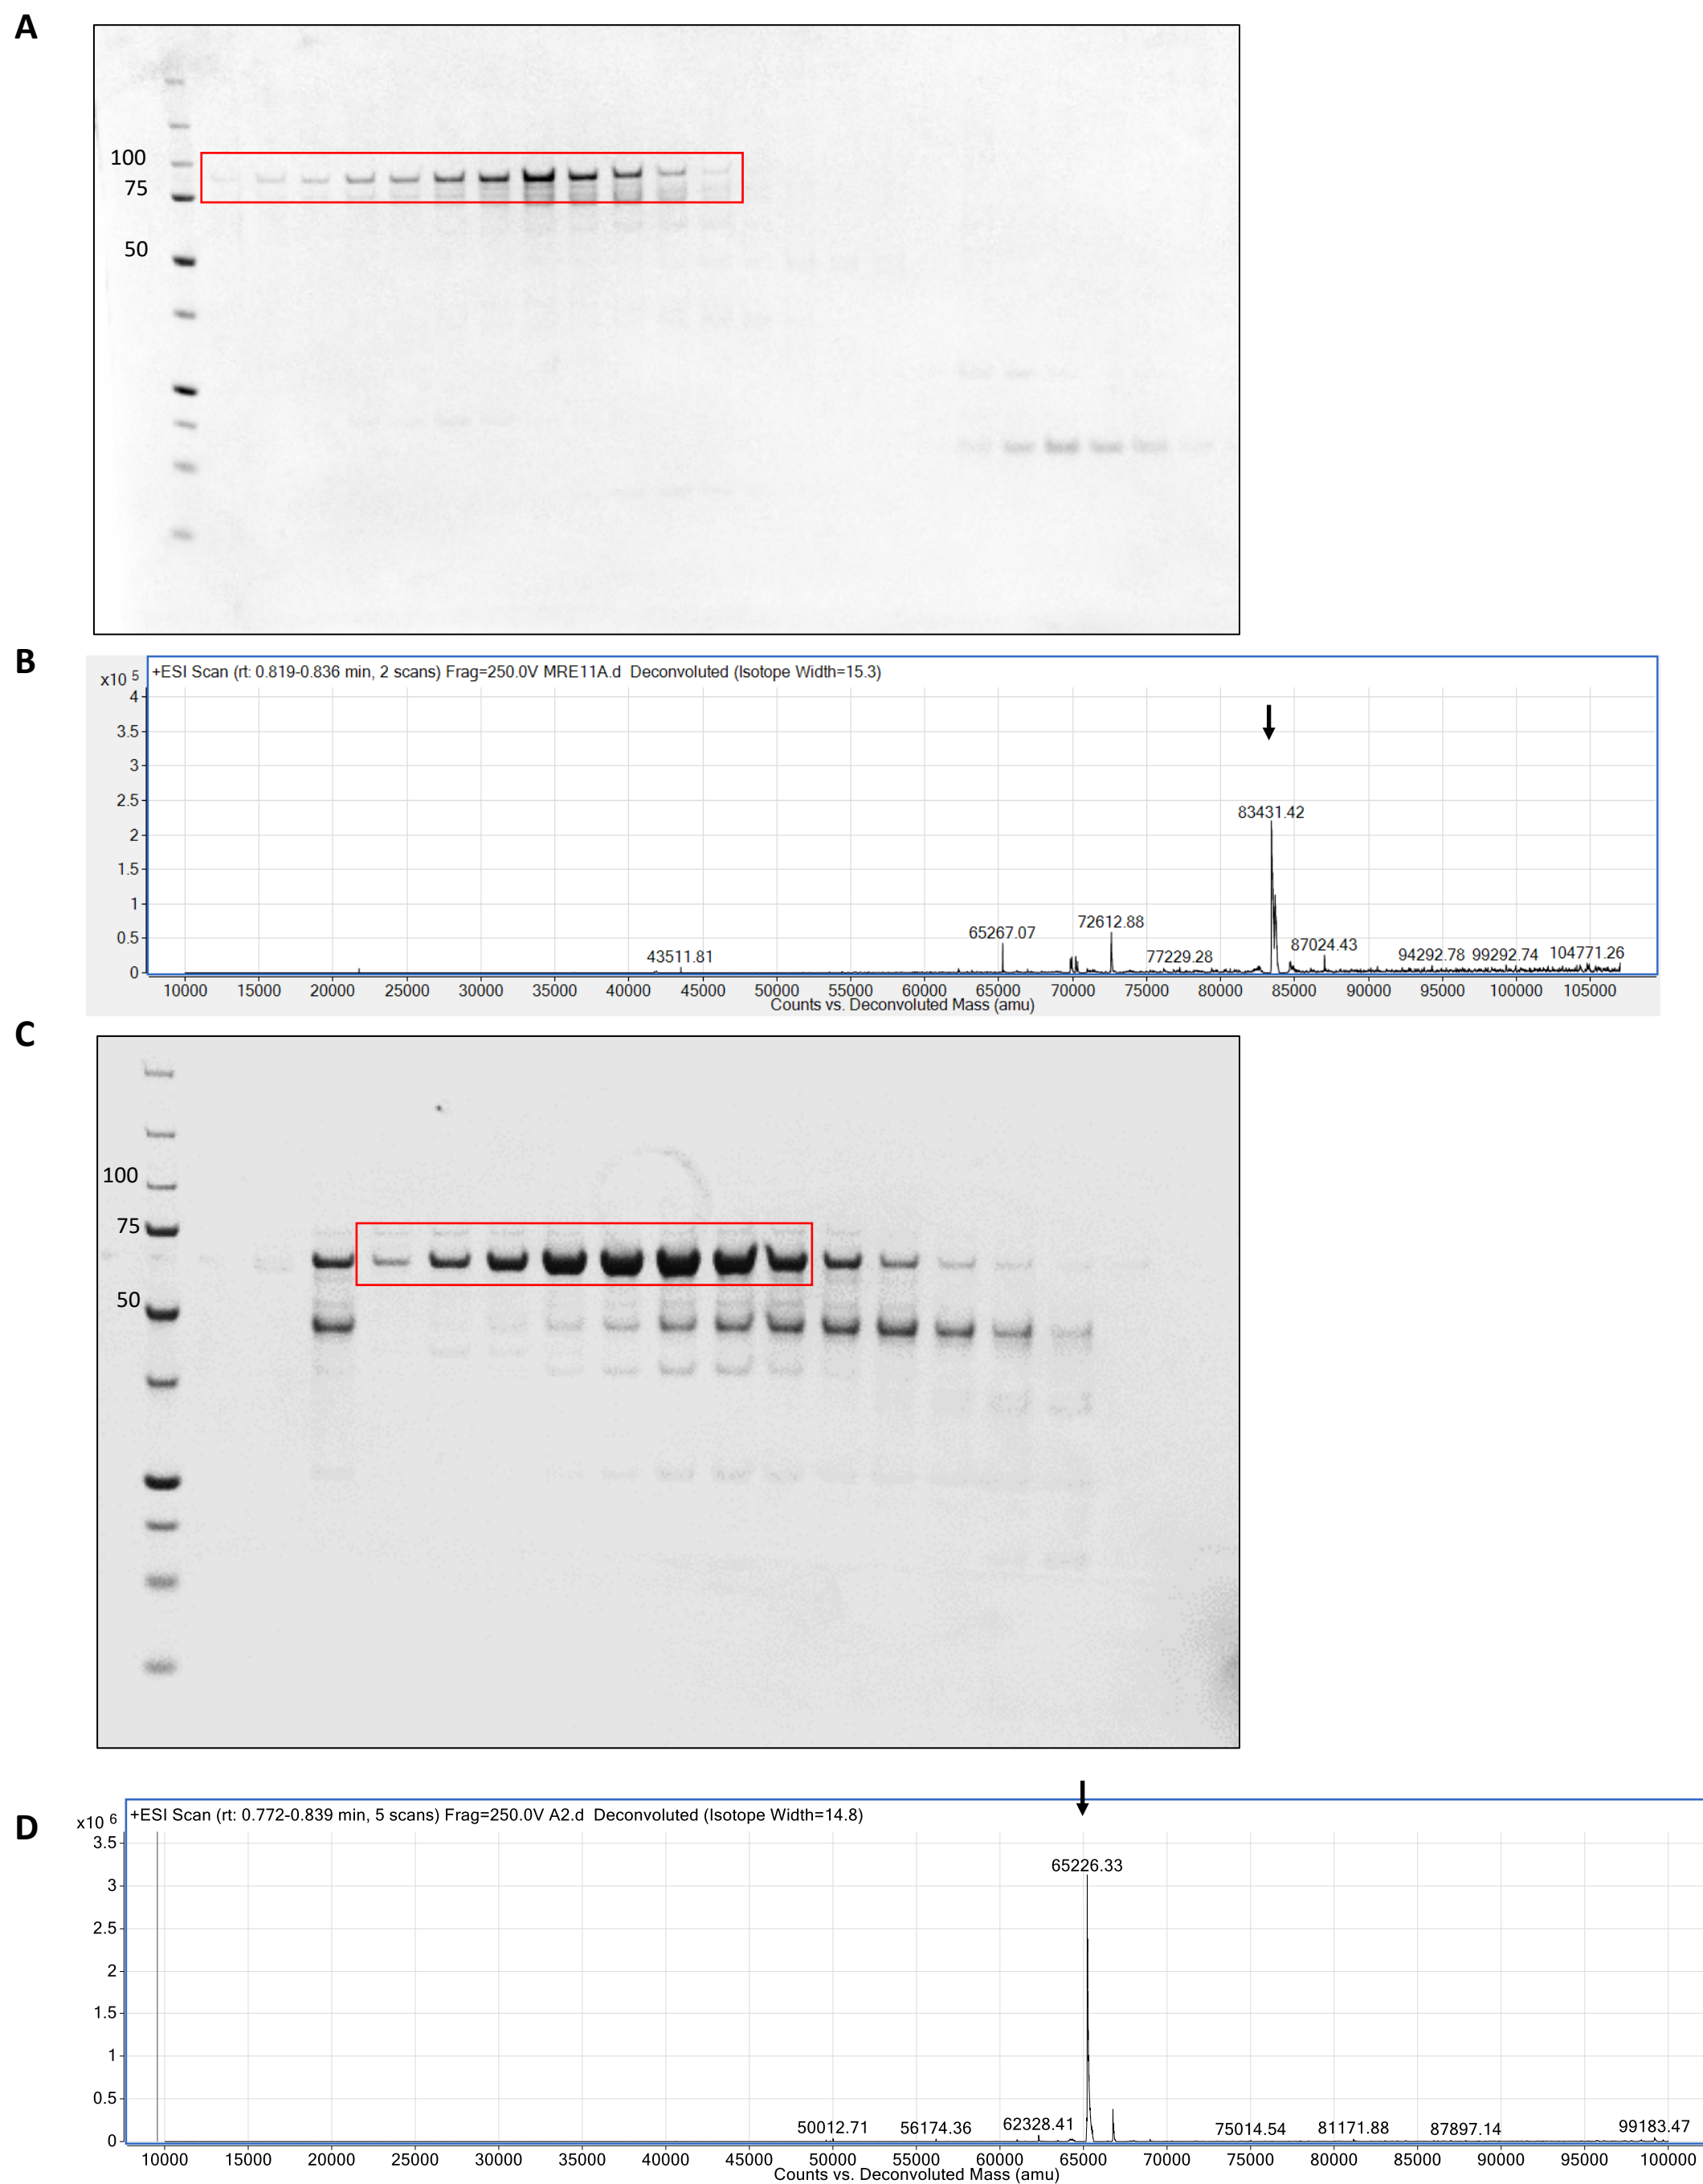 A
100
75
50
B
x10 5
+ESI Scan (rt: 0.819-0.836 min, 2 scans) Frag=250.0V MRE11A.d Deconvoluted (Isotope Width=15.3)
4
3.5
3
2.5
2
1.5
1
0.5
0
83431.42
72612.88
65267.07
87024.43
43511.81
77229.28
94292.78 99292.74 104771.26
10000 15000 20000 25000 30000 35000 40000 45000 50000 55000 60000 65000 70000 75000 80000 85000 90000 95000 100000 105000
Counts vs. Deconvoluted Mass (amu)
C
100
75
50
D
x10 6
+ESI Scan (rt: 0.772-0.839 min, 5 scans) Frag=250.0V A2.d Deconvoluted (Isotope Width=14.8)
3.5
3
2.5
2
1.5
1
0.5
0
65226.33
50012.71 56174.36 62328.41 75014.54 81171.88 87897.14 99183.47
10000 15000 20000 25000 30000 35000 40000 45000 50000 55000 60000 65000 70000 75000 80000 85000 90000 95000 100000
Counts vs. Deconvoluted Mass (amu)